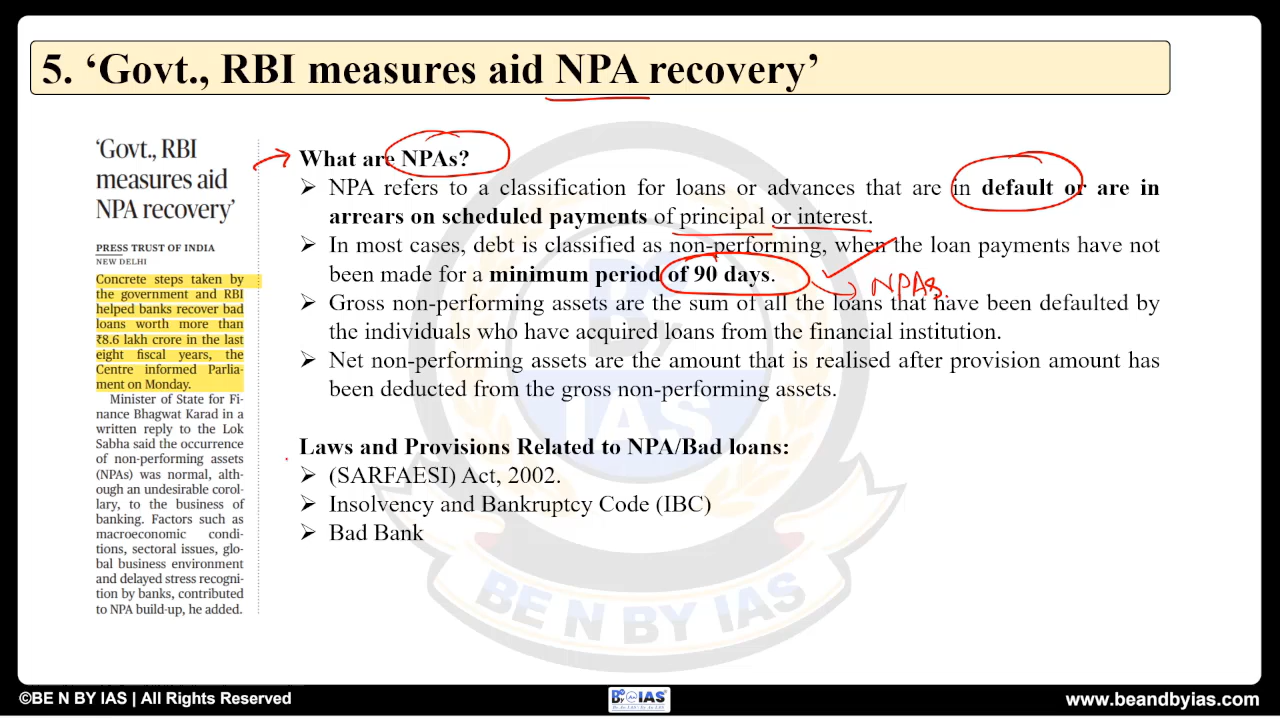 5. ‘Govt., RBI measures aid NPA recovery’
‘Govt., RBI
measures aid
NPA recovery’
PRESS TRUST OF INDIA
NEW DELHI
Concrete steps taken by
the government and RBI
helped banks recover bad
loans worth more than
₹8.6 lakh crore in the last
eight fiscal years, the
Centre informed Parlia-
ment on Monday.
Minister of State for Fi-
nance Bhagwat Karad in a
written reply to the Lok
Sabha said the occurrence
of non-performing assets
(NPAs) was normal, alth-
ough an undesirable corol-
lary, to the business of
banking. Factors such as
macroeconomic condi-
tions, sectoral issues, glo-
bal business environment
and delayed stress recogni-
tion by banks, contributed
to NPA build-up, he added.
What are NPAs?
➢ NPA refers to a classification for loans or advances that are in default or are in
arrears on scheduled payments of principal or interest.
➢ In most cases, debt is classified as non-performing, when the loan payments have not
been made for a minimum period of 90 days.
NPAs.
➢ Gross non-performing assets are the sum of all the loans that have been defaulted by
the individuals who have acquired loans from the financial institution.
➢ Net non-performing assets are the amount that is realised after provision amount has
been deducted from the gross non-performing assets.
Laws and Provisions Related to NPA/Bad loans:
➢ (SARFAESI) Act, 2002.
➢ Insolvency and Bankruptcy Code (IBC)
➢ Bad Bank
BE N BY IAS
©BE N BY IAS | All Rights Reserved
www.beandbyias.com